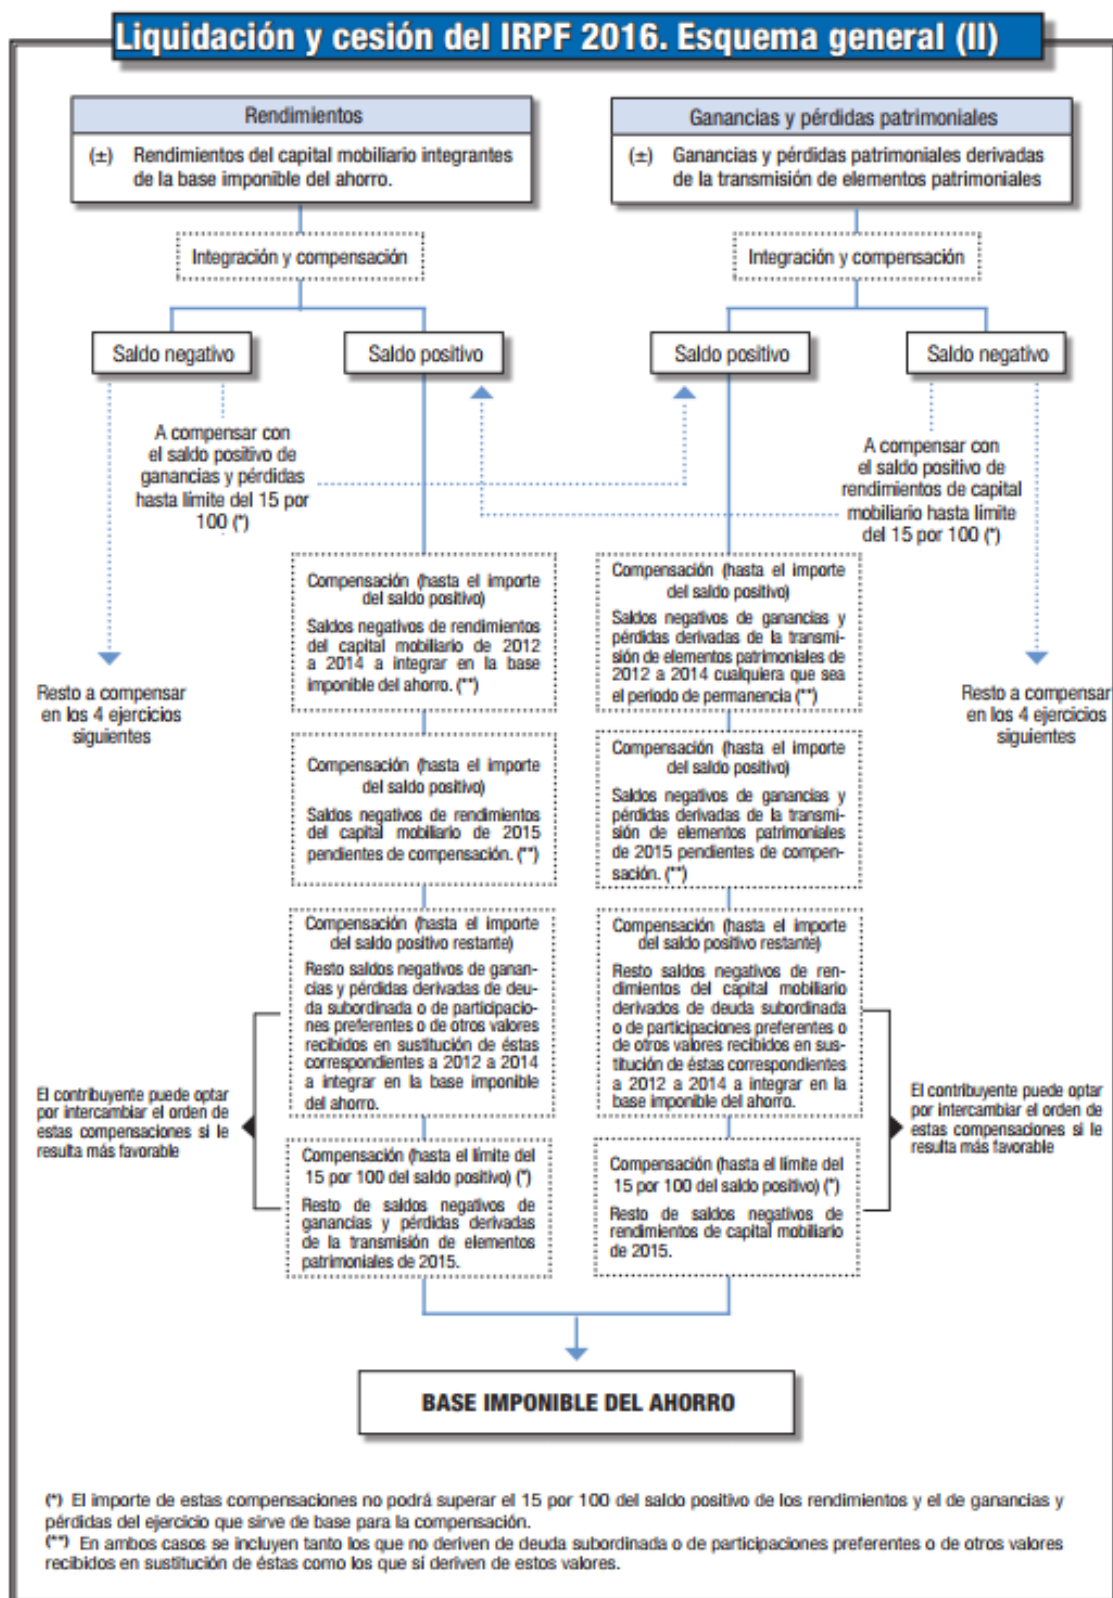 Liquidación y cesión del IRPF 2016. Esquema general (II)
Rendimientos
(±) Rendimientos del capital mobiliario integrantes
de la base imponible del ahorro.
Ganancias y pérdidas patrimoniales
(±) Ganancias y pérdidas patrimoniales derivadas
de la transmisión de elementos patrimoniales
Integración y compensación
Integración y compensación
Saldo negativo
Saldo positivo
Saldo positivo
Saldo negativo
A compensar con
el saldo positivo de
ganancias y pérdidas
hasta límite del 15 por
100 (*)
A compensar con
el saldo positivo de
rendimientos de capital
mobiliario hasta límite
del 15 por 100 (*)
Resto a compensar
en los 4 ejercicios
siguientes
Compensación (hasta el importe
del saldo positivo)
Saldos negativos de rendimientos
del capital mobiliario de 2012
a 2014 a integrar en la base
imponible del ahorro. (**)
Compensación (hasta el importe
del saldo positivo)
Saldos negativos de ganancias y
pérdidas derivadas de la transmi-
sión de elementos patrimoniales de
2012 a 2014 cualquiera que sea
el periodo de permanencia (**)
Resto a compensar
en los 4 ejercicios
siguientes
Compensación (hasta el importe
del saldo positivo)
Saldos negativos de rendimientos
del capital mobiliario de 2015
pendientes de compensación. (**)
Compensación (hasta el importe
del saldo positivo)
Saldos negativos de ganancias y
pérdidas derivadas de la transmi-
sión de elementos patrimoniales
de 2015 pendientes de compen-
sación. (**)
Compensación (hasta el importe
del saldo positivo restante)
Resto saldos negativos de ganan-
cias y pérdidas derivadas de deu-
da subordinada o de participacio-
nes preferentes o de otros valores
recibidos en sustitución de éstas
correspondientes a 2012 a 2014
a integrar en la base imponible
del ahorro.
Compensación (hasta el importe
del saldo positivo restante)
Resto saldos negativos de ren-
dimientos del capital mobiliario
derivados de deuda subordinada
o de participaciones preferentes o
de otros valores recibidos en sus-
titución de éstas correspondientes
a 2012 a 2014 a integrar en la
base imponible del ahorro.
El contribuyente puede optar
por intercambiar el orden de
estas compensaciones si le
resulta más favorable
El contribuyente puede optar
por intercambiar el orden de
estas compensaciones si le
resulta más favorable
Compensación (hasta el límite del
15 por 100 del saldo positivo) (*)
Resto de saldos negativos de
ganancias y pérdidas derivadas
de la transmisión de elementos
patrimoniales de 2015.
Compensación (hasta el límite del
15 por 100 del saldo positivo) (*)
Resto de saldos negativos de
rendimientos de capital mobiliario
de 2015.
BASE IMPONIBLE DEL AHORRO
(*) El importe de estas compensaciones no podrá superar el 15 por 100 del saldo positivo de los rendimientos y el de ganancias y
pérdidas del ejercicio que sirve de base para la compensación.
(**) En ambos casos se incluyen tanto los que no deriven de deuda subordinada o de participaciones preferentes o de otros valores
recibidos en sustitución de éstas como los que sí deriven de estos valores.